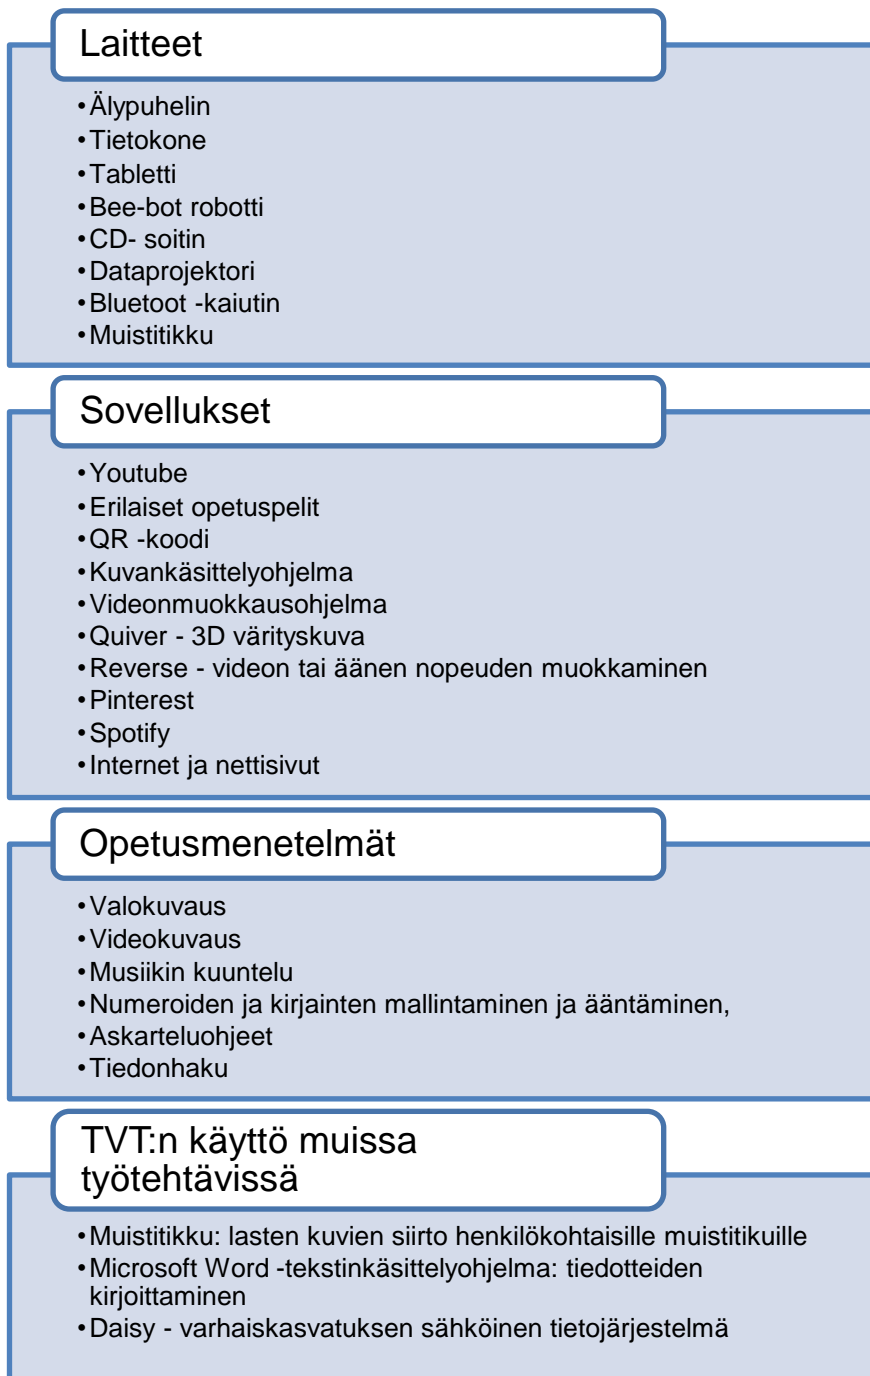 Laitteet
•Älypuhelin
•Tietokone
•Tabletti
•Bee-bot robotti
•CD- soitin
•Dataprojektori
•Bluetoot -kaiutin
•Muistitikku
Sovellukset
•Youtube
•Erilaiset opetuspelit
•QR -koodi
•Kuvankäsittelyohjelma
•Videonmuokkausohjelma
•Quiver - 3D värityskuva
•Reverse - videon tai äänen nopeuden muokkaminen
•Pinterest
•Spotify
•Internet ja nettisivut
Opetusmenetelmät
•Valokuvaus
•Videokuvaus
•Musiikin kuuntelu
•Numeroiden ja kirjainten mallintaminen ja ääntäminen,
•Askarteluohjeet
•Tiedonhaku
TVT:n käyttö muissa
työtehtävissä
•Muistitikku: lasten kuvien siirto henkilökohtaisille muistitikuille
•Microsoft Word -tekstinkäsittelyohjelma: tiedotteiden
kirjoittaminen
•Daisy - varhaiskasvatuksen sähköinen tietojärjestelmä